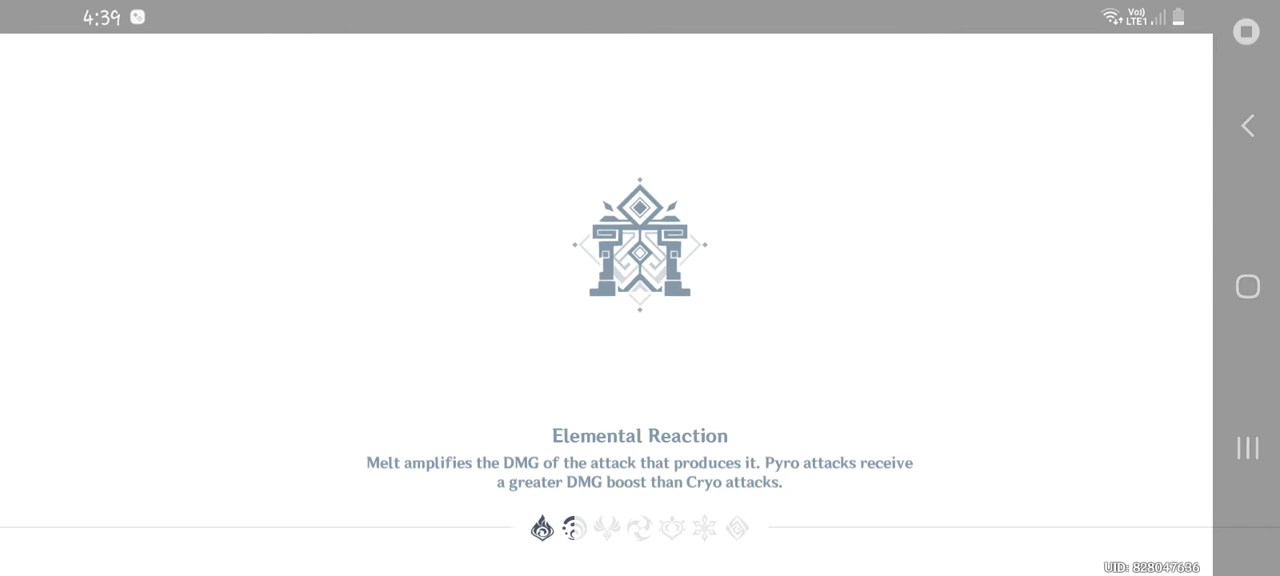 4:39
Vo))
LTE1
Elemental Reaction
Melt amplifies the DMG of the attack that produces it. Pyro attacks receive
a greater DMG boost than Cryo attacks.
UID: 828047636